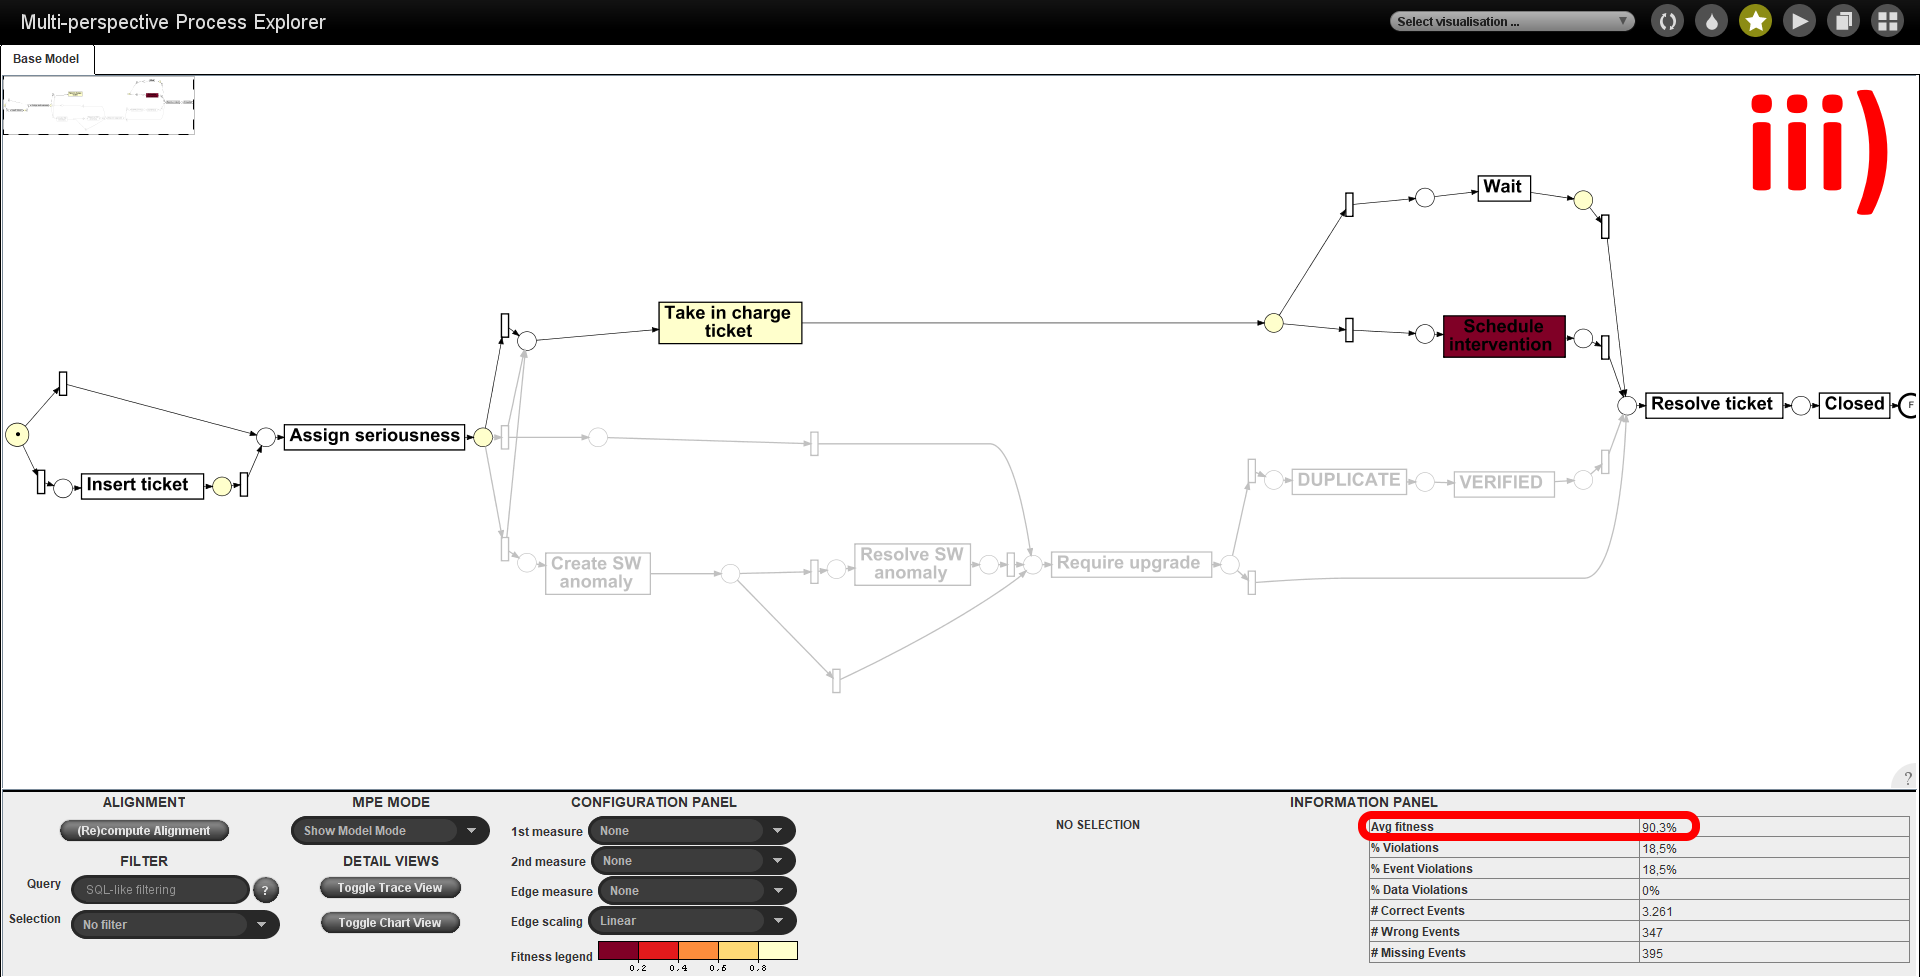 Multi-perspective Process Explorer
Select visualisation ...
Base Model
iii)
Wait
Take in charge
ticket
Schedule
intervention
Resolve ticket
Closed
F
Assign seriousness
Insert ticket
DUPLICATE
VERIFIED
Create SW
anomaly
Resolve SW
anomaly
Require upgrade
?
ALIGNMENT
(Re)compute Alignment
FILTER
Query
SQL-like filtering
?
Selection
No filter
MPE MODE
Show Model Mode
DETAIL VIEWS
Toggle Trace View
Toggle Chart View
CONFIGURATION PANEL
1st measure
None
2nd measure
None
Edge measure
None
Edge scaling
Linear
Fitness legend
0.2 0.4 0.6 0.8
NO SELECTION
INFORMATION PANEL
Avg fitness 90,3%
% Violations 18,5%
% Event Violations 18,5%
% Data Violations 0%
# Correct Events 3.261
# Wrong Events 347
# Missing Events 395